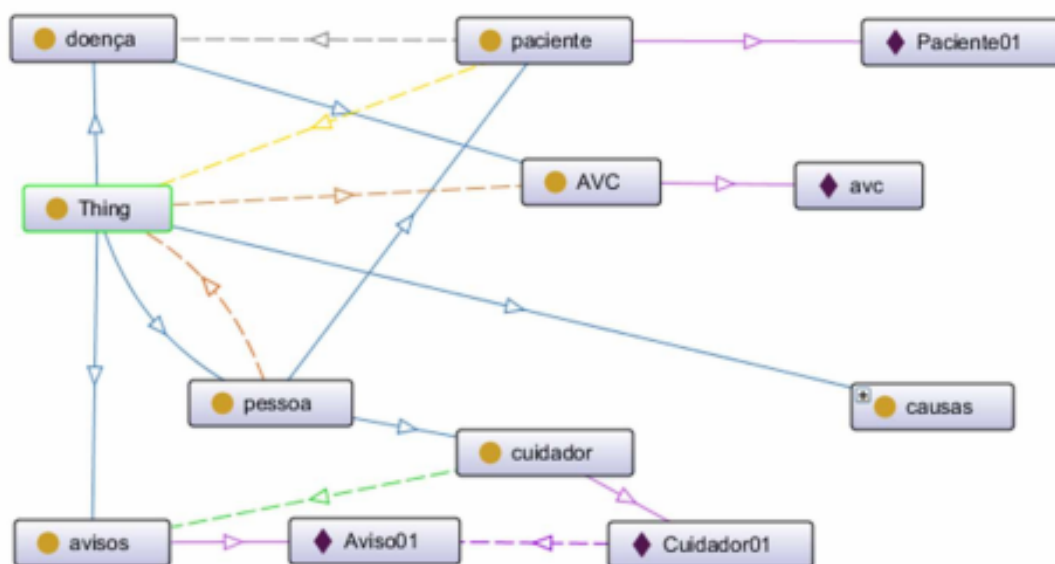 doença
paciente
Paciente01
AVC
avc
Thing
pessoa
causas
cuidador
avisos
Aviso01
Cuidador01